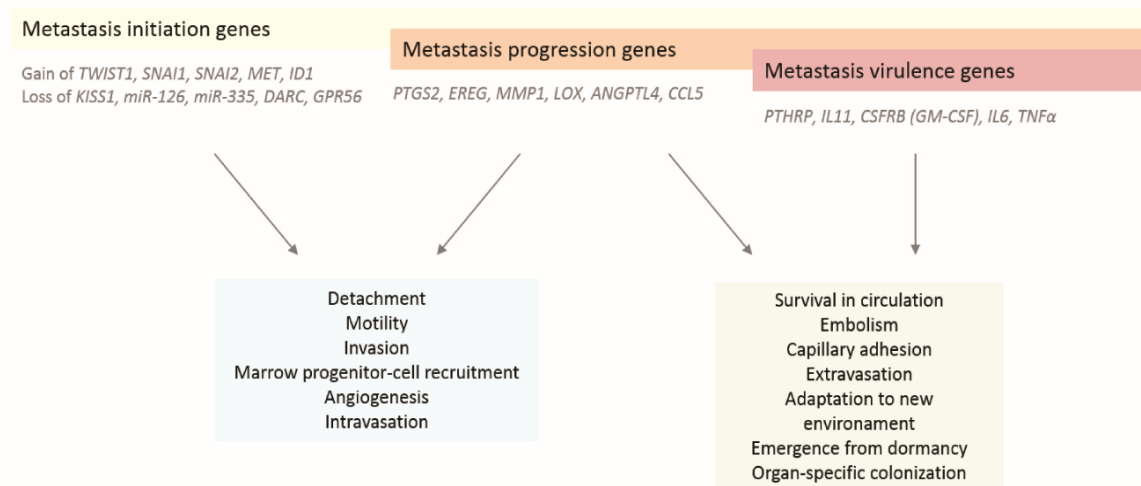 Metastasis initiation genes
Metastasis progression genes
Metastasis virulence genes
Gain of TWIST1, SNAI1, SNAI2, MET, ID1
Loss of KISS1, miR-126, miR-335, DARC, GPR56
PTGS2, EREG, MMP1, LOX, ANGPTL4, CCL5
PTHRP, IL11, CSFRB (GM-CSF), IL6, TNFα
Detachment
Motility
Invasion
Marrow progenitor-cell recruitment
Angiogenesis
Intravasation
Survival in circulation
Embolism
Capillary adhesion
Extravasation
Adaptation to new
environament
Emergence from dormancy
Organ-specific colonization